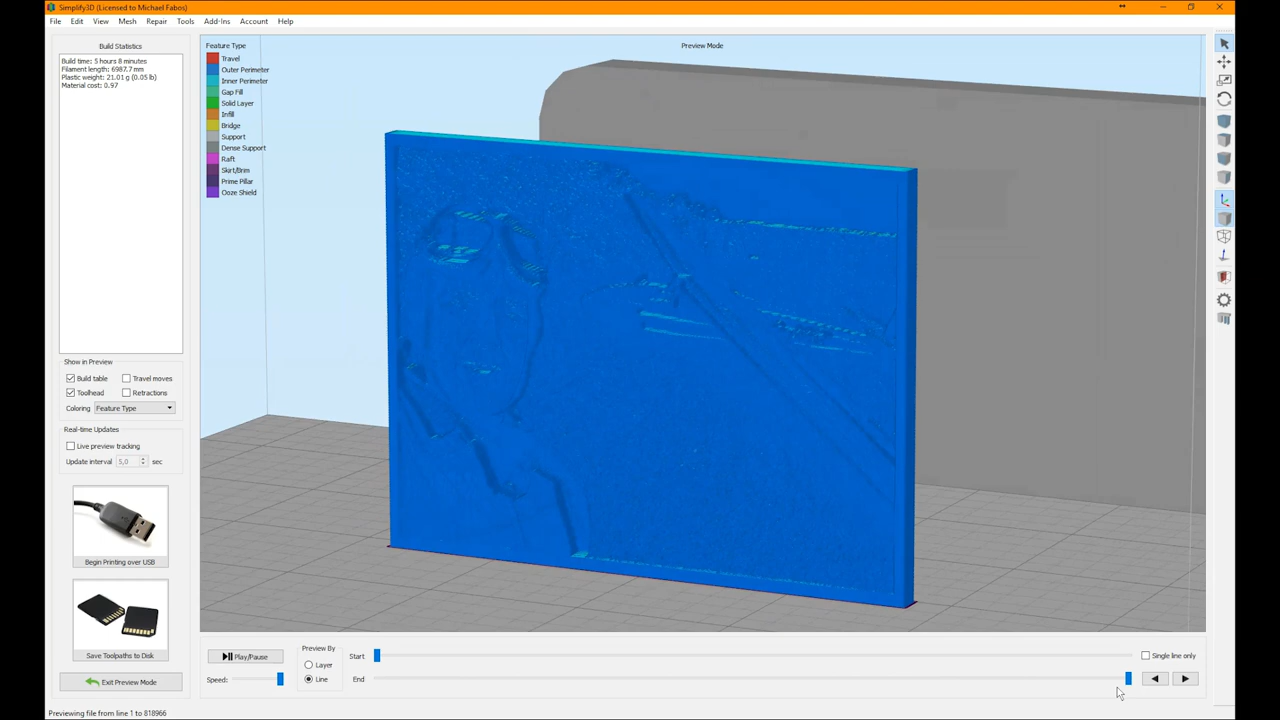 Simplify3D (Licensed to Michael Fabos)
File Edit View Mesh Repair Tools Add-Ins Account Help
Build Statistics
Build time: 5 hours 8 minutes
Filament length: 6987.7 mm
Plastic weight: 21.01 g (0.05 lb)
Material cost: 0.97
Show in Preview
Build table
Travel moves
Toolhead
Retractions
Coloring Feature Type
Real-time Updates
Live preview tracking
Update interval 5,0 sec
Begin Printing over USB
Save Toolpaths to Disk
Exit Preview Mode
Feature Type
Travel
Outer Perimeter
Inner Perimeter
Gap Fill
Solid Layer
Infill
Bridge
Support
Dense Support
Raft
Skirt/Brim
Prime Pillar
Ooze Shield
Preview Mode
Play/Pause
Speed:
Preview By
Layer
Line
Start
End
Single line only
Previewing file from line 1 to 818966